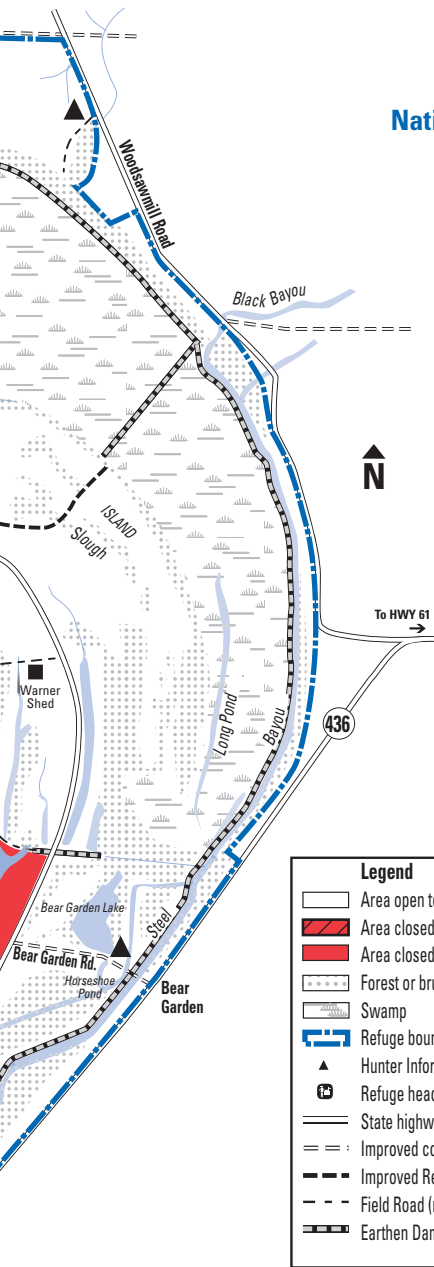 Nati
Woodsawmill Road
Black Bayou
N
ISLAND
Slough
To HWY 61
Warner
Shed
Long Pond
Bayou
436
Bear Garden Lake
Steel
Bear Garden Rd.
Horseshoe
Pond
Bear
Garden
Legend
Area open to
Area closed
Area closed
Forest or bru
Swamp
Refuge boun
Hunter Infor
Refuge head
State highw
Improved co
Improved Re
Field Road (
Earthen Dam